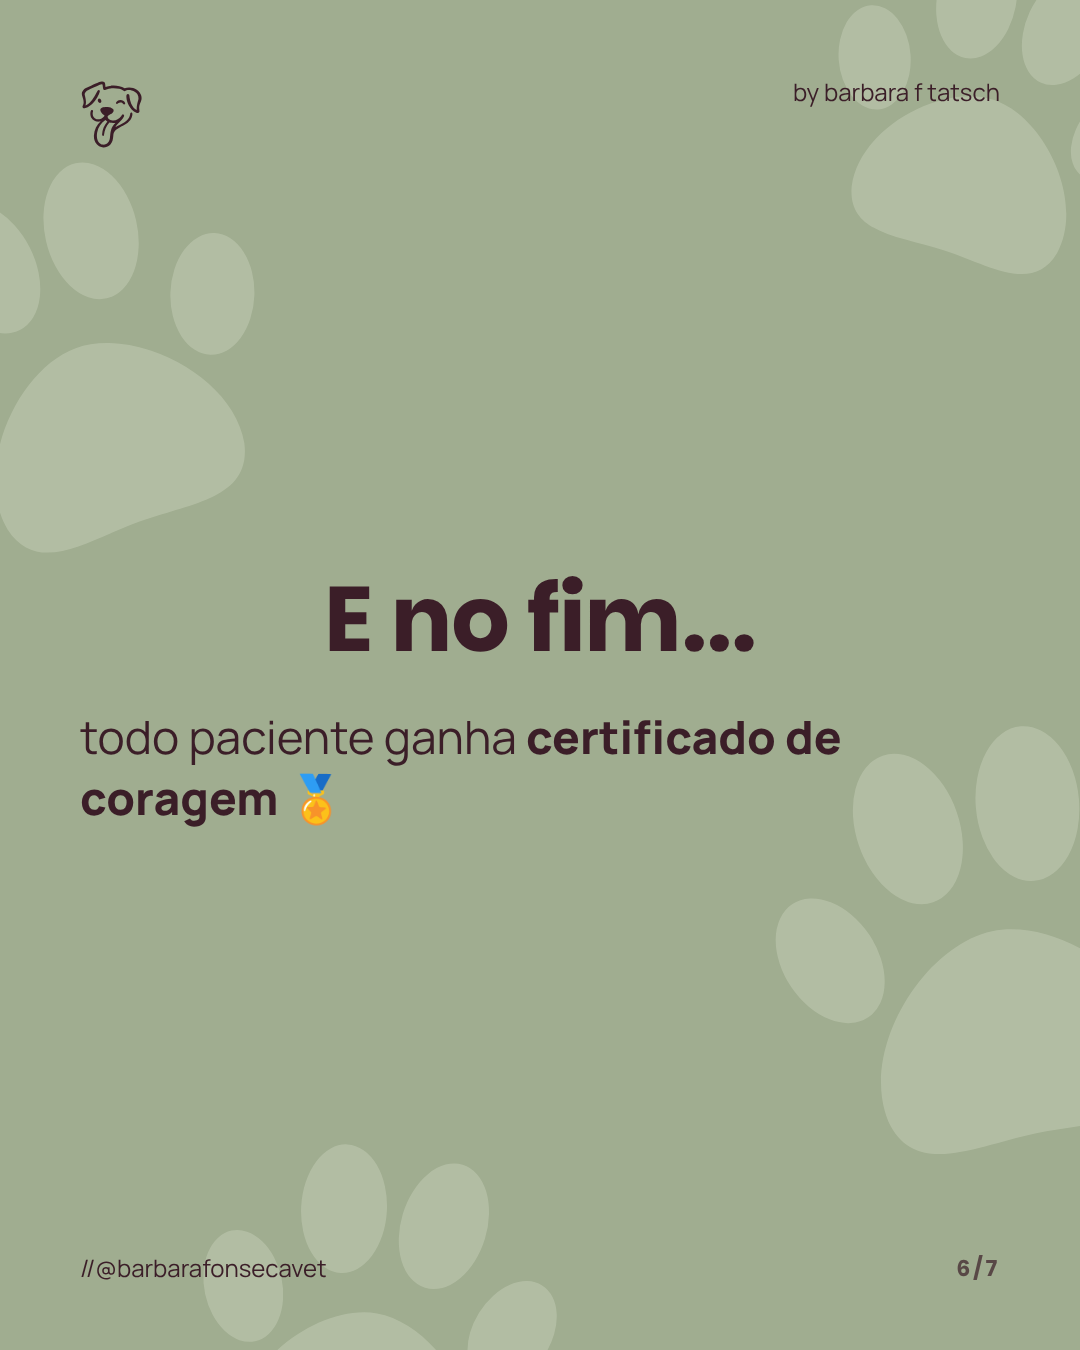 by barbara f tatsch
E no fim...
todo paciente ganha certificado de
coragem 🏅
//@barbarafonsecavet
6/7